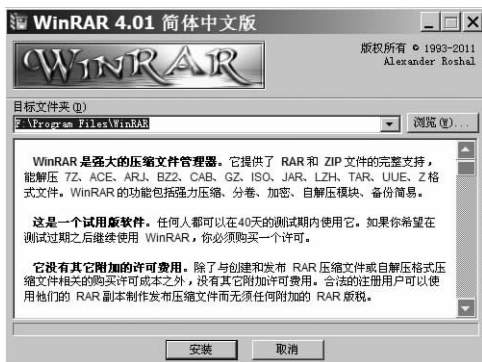 WinRAR 4.01 简体中文版
WINRAR
版权所有 © 1993-2011
Alexander Roshal
目标文件夹(D)
F:\Program Files\WinRAR
浏览(W)...
WinRAR 是强大的压缩文件管理器。它提供了 RAR 和 ZIP 文件的完整支持，
能解压 7Z、ACE、ARJ、BZ2、CAB、GZ、ISO、JAR、LZH、TAR、UUE、Z 格
式文件。WinRAR 的功能包括强力压缩、分卷、加密、自解压模块、备份简易。
这是一个试用版软件。任何人都可以在40天的测试期内使用它。如果你希望在
测试过期之后继续使用 WinRAR，你必须购买一个许可。
它没有其它附加的许可费用。除了与创建和发布 RAR 压缩文件或自解压格式压
缩文件相关的购买许可成本之外，没有其它附加许可费用。合法的注册用户可以使
用他们的 RAR 副本制作发布压缩文件而无须任何附加的 RAR 版税。
安装
取消